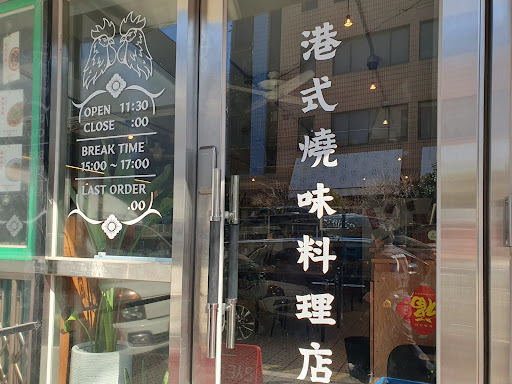 OPEN 11:30
CLOSE :00
BREAK TIME
15:00 ~ 17:00
LAST ORDER
.00
港式燒味料理店
福